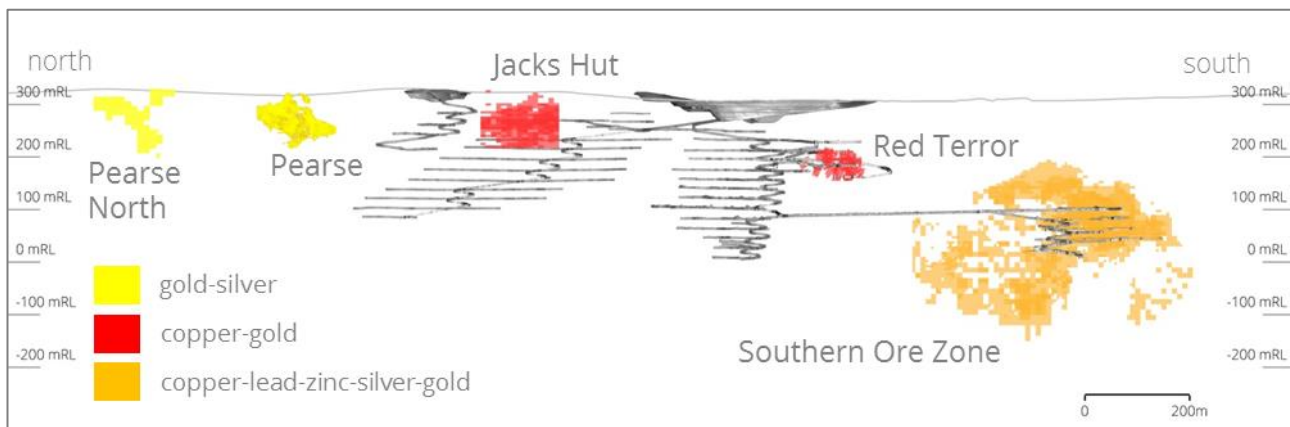 north
Jacks Hut
south
300 mRL
300 mRL
Red Terror
200 mRL
200 mRL
Pearse
Pearse
North
100 mRL
100 mRL
0 mRL
0 mRL
gold-silver
-100 mRL
-100 mRL
copper-gold
Southern Ore Zone
-200 mRL
-200 mRL
copper-lead-zinc-silver-gold
0
200m